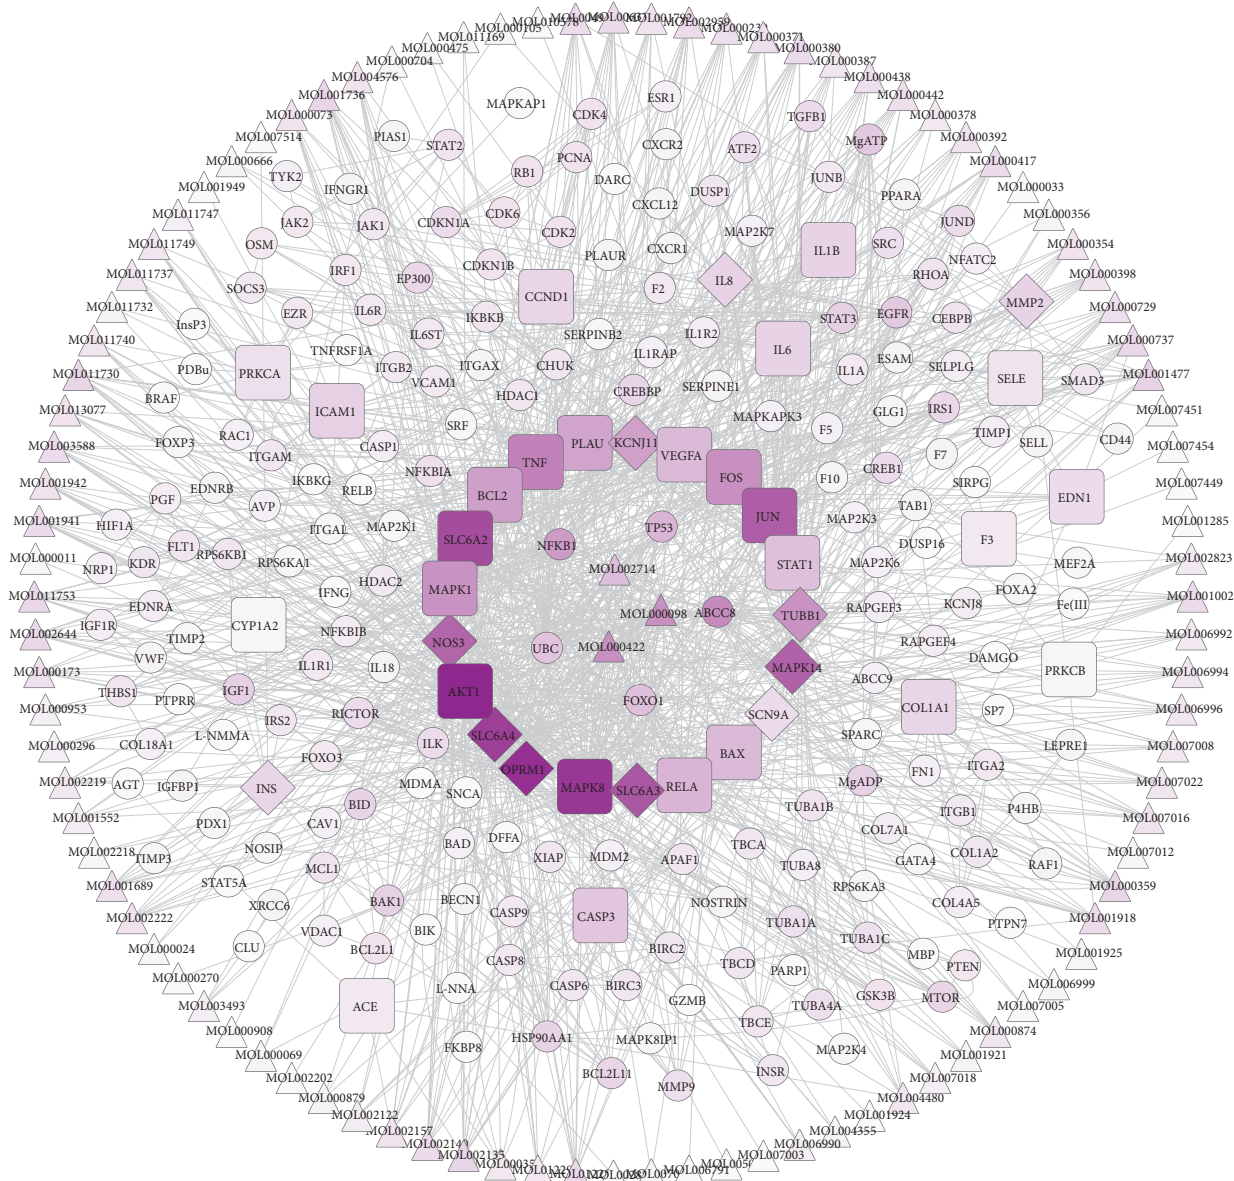 MOL010578
MOL001792
MOL002959
MOL000371
MOL000105
MOL000380
MOL011169
MOL000387
MOL000475
MOL000438
MOL000704
MOL000442
MOL004576
MOL000378
MOL001736
MOL000392
MOL000073
MOL000417
MOL007514
MOL000033
MOL000666
MOL000356
MOL001949
MOL000354
MOL011747
MOL000398
MOL011749
MOL000729
MOL011737
MOL000737
MOL011732
MOL001477
MOL011740
MOL007451
MOL011730
MOL007454
MOL013077
MOL007449
MOL003588
MOL001285
MOL001942
MOL002823
MOL001941
MOL001002
MOL000011
MOL006992
MOL011753
MOL006994
MOL002644
MOL006996
MOL000173
MOL007008
MOL000953
MOL007022
MOL000296
MOL007016
MOL002219
MOL007012
MOL001552
MOL000359
MOL002218
MOL001918
MOL001689
MOL001925
MOL002222
MOL006999
MOL000024
MOL007005
MOL000270
MOL000874
MOL003493
MOL001921
MOL000908
MOL007018
MOL000069
MOL004480
MOL002202
MOL001924
MOL000879
MOL004355
MOL002122
MOL006990
MOL002157
MOL007003
MOL002135
MOL006791
MAPKAP1
ESR1
CDK4
TGFB1
PIAS1
STAT2
CXCR2
ATF2
MgATP
PCNA
RB1
DARC
JUNB
TYK2
IFNGR1
DUSP1
PPARA
JAK2
JAK1
CDKN1A
CDK6
CDK2
CXCL12
MAP2K7
JUND
OSM
CXCR1
PLAUR
IL1B
SRC
NFATC2
IRF1
EP300
CDKN1B
F2
IL8
RHOA
SOCS3
CCND1
MMP2
EZR
IL6R
IKBKB
STAT3
EGFR
CEBPB
InsP3
IL6ST
SERPINB2
IL1R2
TNFRSF1A
IL1RAP
IL6
PDBu
PRKCA
ITGB2
ITGAX
CHUK
IL1A
ESAM
SELPLG
SELE
SMAD3
VCAM1
HDAC1
CREBBP
SERPINE1
BRAF
ICAM1
IRS1
GLG1
MAPKAPK3
SRF
F5
TIMP1
FOXP3
RAC1
CASP1
PLAU
KCNJ11
SELL
CD44
ITGAM
TNF
VEGFA
F7
NFKBIA
FOS
F10
CREB1
SIRPG
EDNRB
IKBKG
RELB
BCL2
EDN1
PGF
AVP
TAB1
JUN
MAP2K3
HIF1A
ITGAL
MAP2K1
SLC6A2
TP53
F3
FLT1
RPS6KB1
NFKB1
DUSP16
NRP1
KDR
RPS6KA1
STAT1
MAP2K6
MEF2A
MOL002714
HDAC2
MAPK1
IFNG
FOXA2
EDNRA
RAPGEF3
KCNJ8
Fe(III)
MOL000098
ABCC8
TUBB1
IGF1R
CYP1A2
NFKBIB
TIMP2
NOS3
UBC
MOL000422
RAPGEF4
VWF
IL1R1
IL18
MAPK14
DAMGO
PRKCB
ABCC9
THBS1
PTPRR
IGF1
AKT1
FOXO1
COL1A1
SP7
RICTOR
SCN9A
IRS2
L-NMMA
SLC6A4
SPARC
COL18A1
ILK
LEPRE1
FOXO3
BAX
FN1
ITGA2
OPRM1
AGT
IGFBP1
INS
MDMA
SNCA
MAPK8
SLC6A3
RELA
MgADP
BID
TUBA1B
ITGB1
P4HB
PDX1
CAV1
COL7A1
NOSIP
BAD
DFFA
TBCA
TIMP3
XIAP
MDM2
APAF1
COL1A2
GATA4
RAF1
MCL1
TUBA8
STAT5A
RPS6KA3
XRCC6
BAK1
BECN1
CASP9
CASP3
NOSTRIN
COL4A5
VDAC1
BIK
TUBA1A
PTPN7
CLU
BCL2L1
BIRC2
TUBA1C
MBP
CASP8
TBCD
PARP1
PTEN
L-NNA
CASP6
BIRC3
ACE
GZMB
TUBA4A
GSK3B
MTOR
TBCE
FKBP8
HSP90AA1
MAPK8IP1
MAP2K4
BCL2L11
MMP9
INSR